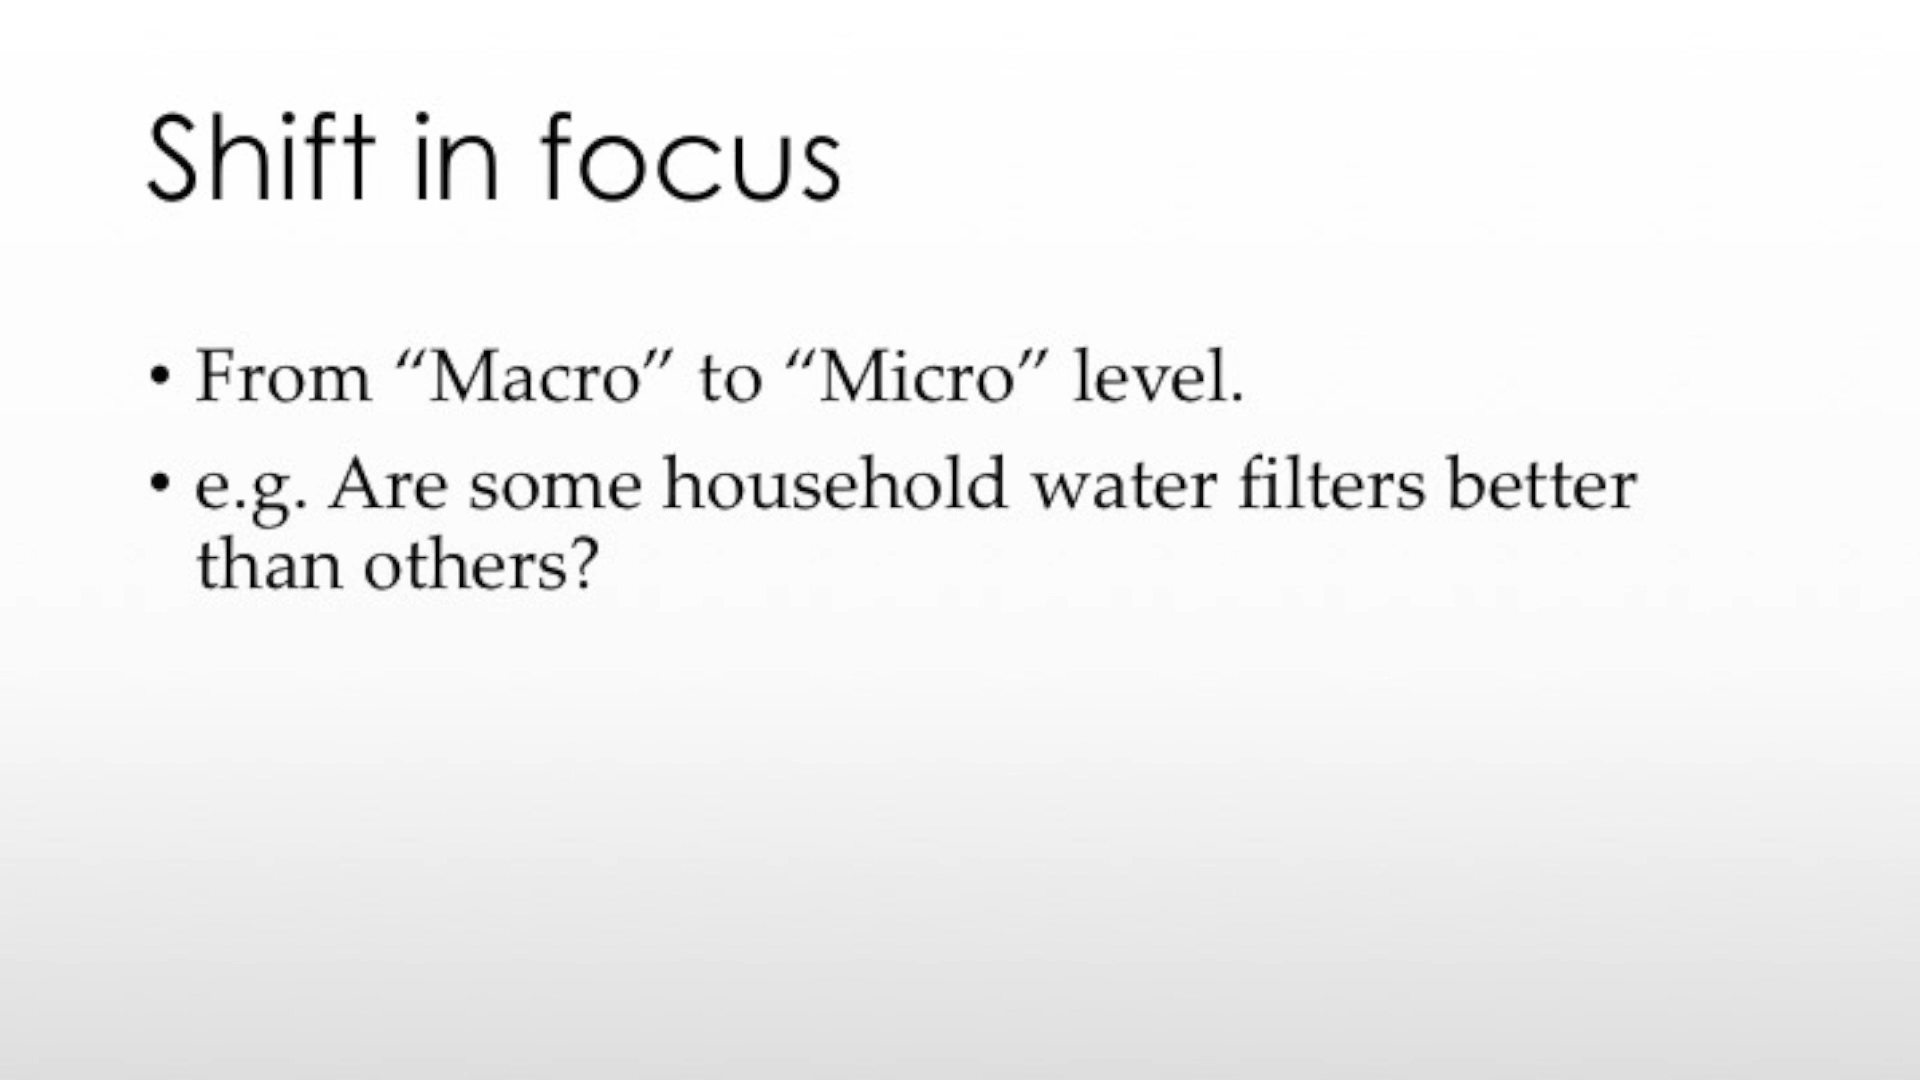 Shift in focus
• From “Macro” to “Micro” level.
• e.g. Are some household water filters better
than others?